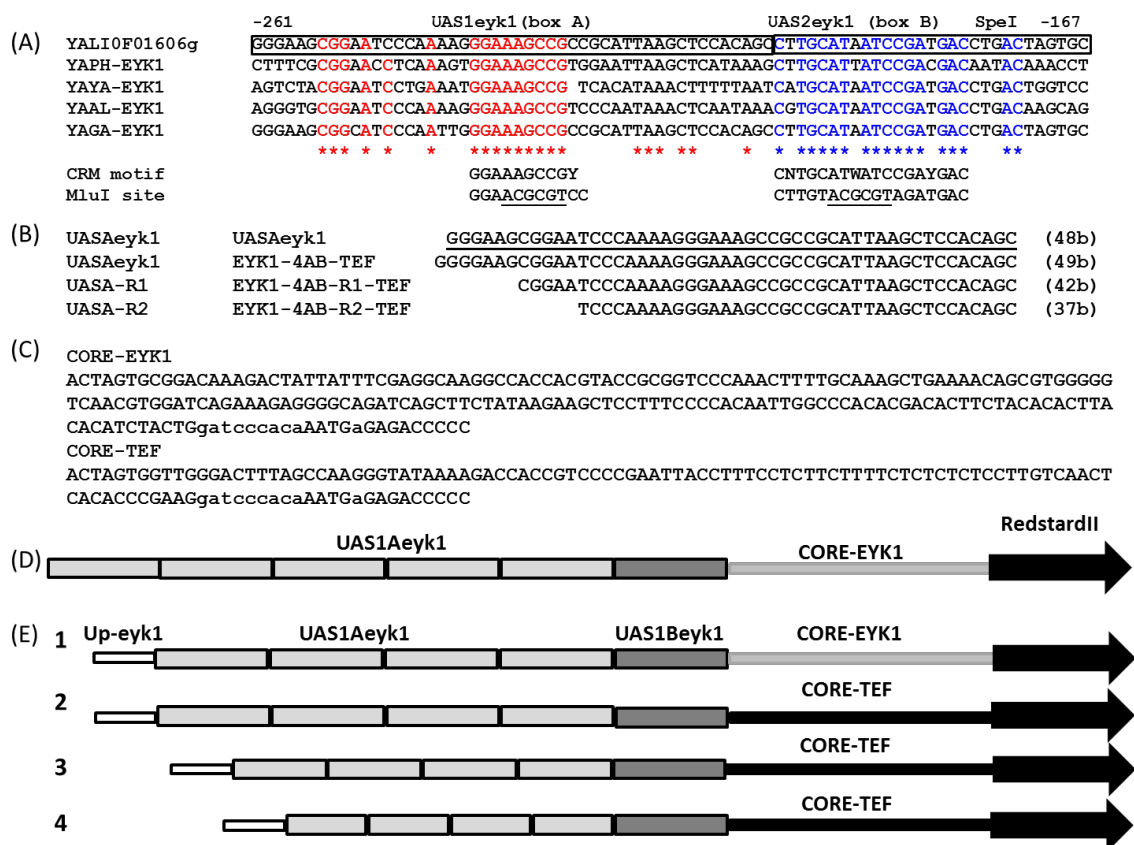 (A) -261 UAS1eyk1 (box A) UAS2eyk1 (box B) SpeI -167
YALI0F01606g GGGAAGCGGAATCCCAAAAGGGAAAGCCGCCGCATTAAGCTCCACAGCCTTGCATAATCCGATGACCTGACTAGTGC
YAPH-EYK1 CTTTCGCGGAACCTCAAAGTGGAAAGCCGTGGAATTAAGCTCATAAAGCTTGCATTATCCGACGACAATACAAACCT
YAYA-EYK1 AGTCTACGGAATCCTGAAATGGAAAGCCG TCACATAAACTTTTTAATCATGCATAATCCGATGACCTGACTGGTCC
YAAL-EYK1 AGGGTGCGGAATCCCAAAAGGGAAAGCCGTCCCAATAAACTCAATAAACGTGCATAATCCGATGACCTGACAAGCAG
YAGA-EYK1 GGGAAGCGGCATCCCAATTGGGAAAGCCGCCGCATTAAGCTCCACAGCCTTGCATAATCCGATGACCTGACTAGTGC
*** * * * ********* *** ** * * ***** ****** *** **
CRM motif GGAAAGCCGY CNTGCATWATCCGAYGAC
MluI site GGAACGCGTCC CTTGTACGCGTAGATGAC
(B) UASAeyk1 UASAeyk1 GGGAAGCGGAATCCCAAAAGGGAAAGCCGCCGCATTAAGCTCCACAGC (48b)
UASAeyk1 EYK1-4AB-TEF GGGGAAGCGGAATCCCAAAAGGGAAAGCCGCCGCATTAAGCTCCACAGC (49b)
UASA-R1 EYK1-4AB-R1-TEF CGGAATCCCAAAAGGGAAAGCCGCCGCATTAAGCTCCACAGC (42b)
UASA-R2 EYK1-4AB-R2-TEF TCCCAAAAGGGAAAGCCGCCGCATTAAGCTCCACAGC (37b)
(C) CORE-EYK1
ACTAGTGCGGACAAAGACTATTATTTCGAGGCAAGGCCACCACGTACCGCGGTCCCAAACTTTTGCAAAGCTGAAAACAGCGTGGGGG
TCAACGTGGATCAGAAAGAGGGGCAGATCAGCTTCTATAAGAAGCTCCTTTCCCCACAATTGGCCCACACGACACTTCTACACACTTA
CACATCTACTGgatcccacaAATGaGAGACCCCC
CORE-TEF
ACTAGTGGTTGGGACTTTAGCCAAGGGTATAAAAGACCACCGTCCCCGAATTACCTTTCCTCTTCTTTTCTCTCTCTCCTTGTCAACT
CACACCCGAAGgatcccacaAATGaGAGACCCCC
(D) UAS1Aeyk1 CORE-EYK1 RedstardII
(E) 1 Up-eyk1 UAS1Aeyk1 UAS1Beyk1 CORE-EYK1
2 CORE-TEF
3 CORE-TEF
4 CORE-TEF